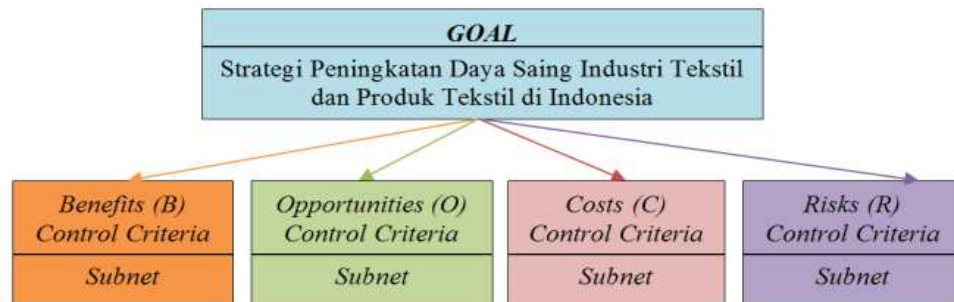 GOAL
Strategi Peningkatan Daya Saing Industri Tekstil
dan Produk Tekstil di Indonesia
Benefits (B)
Control Criteria
Subnet
Opportunities (O)
Control Criteria
Subnet
Costs (C)
Control Criteria
Subnet
Risks (R)
Control Criteria
Subnet